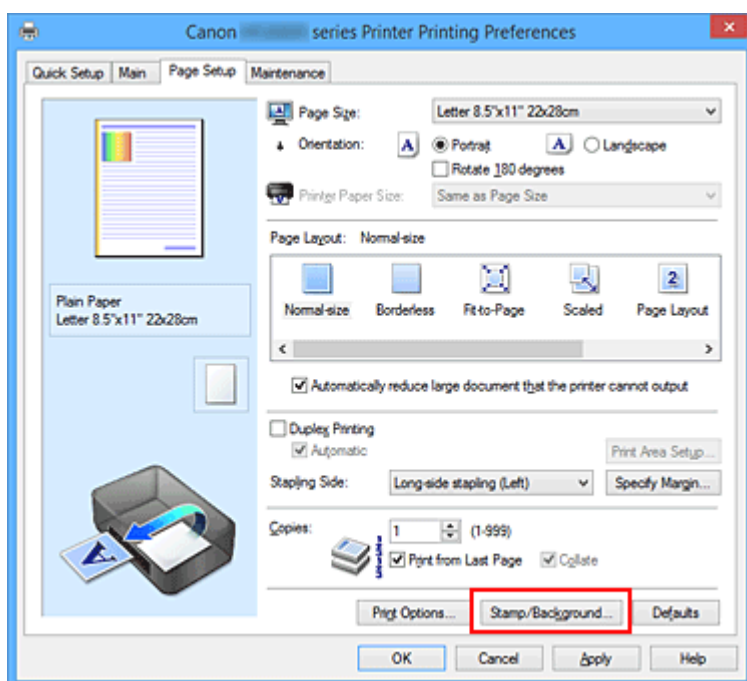 Canon series Printer Printing Preferences
Quick Setup Main Page Setup Maintenance
Page Size: Letter 8.5"x11" 22x28cm
Orientation: A Portrait A Landscape
Rotate 180 degrees
Printer Paper Size: Same as Page Size
Page Layout: Normal-size
2
Normal-size Borderless Fit-to-Page Scaled Page Layout
Plain Paper
Letter 8.5"x11" 22x28cm
Automatically reduce large document that the printer cannot output
Duplex Printing
Automatic
Print Area Setup...
Stapling Side: Long-side stapling (Left) Specify Margin...
Copies: 1 (1-999)
Print from Last Page Collate
A
Print Options... Stamp/Background... Defaults
OK Cancel Apply Help